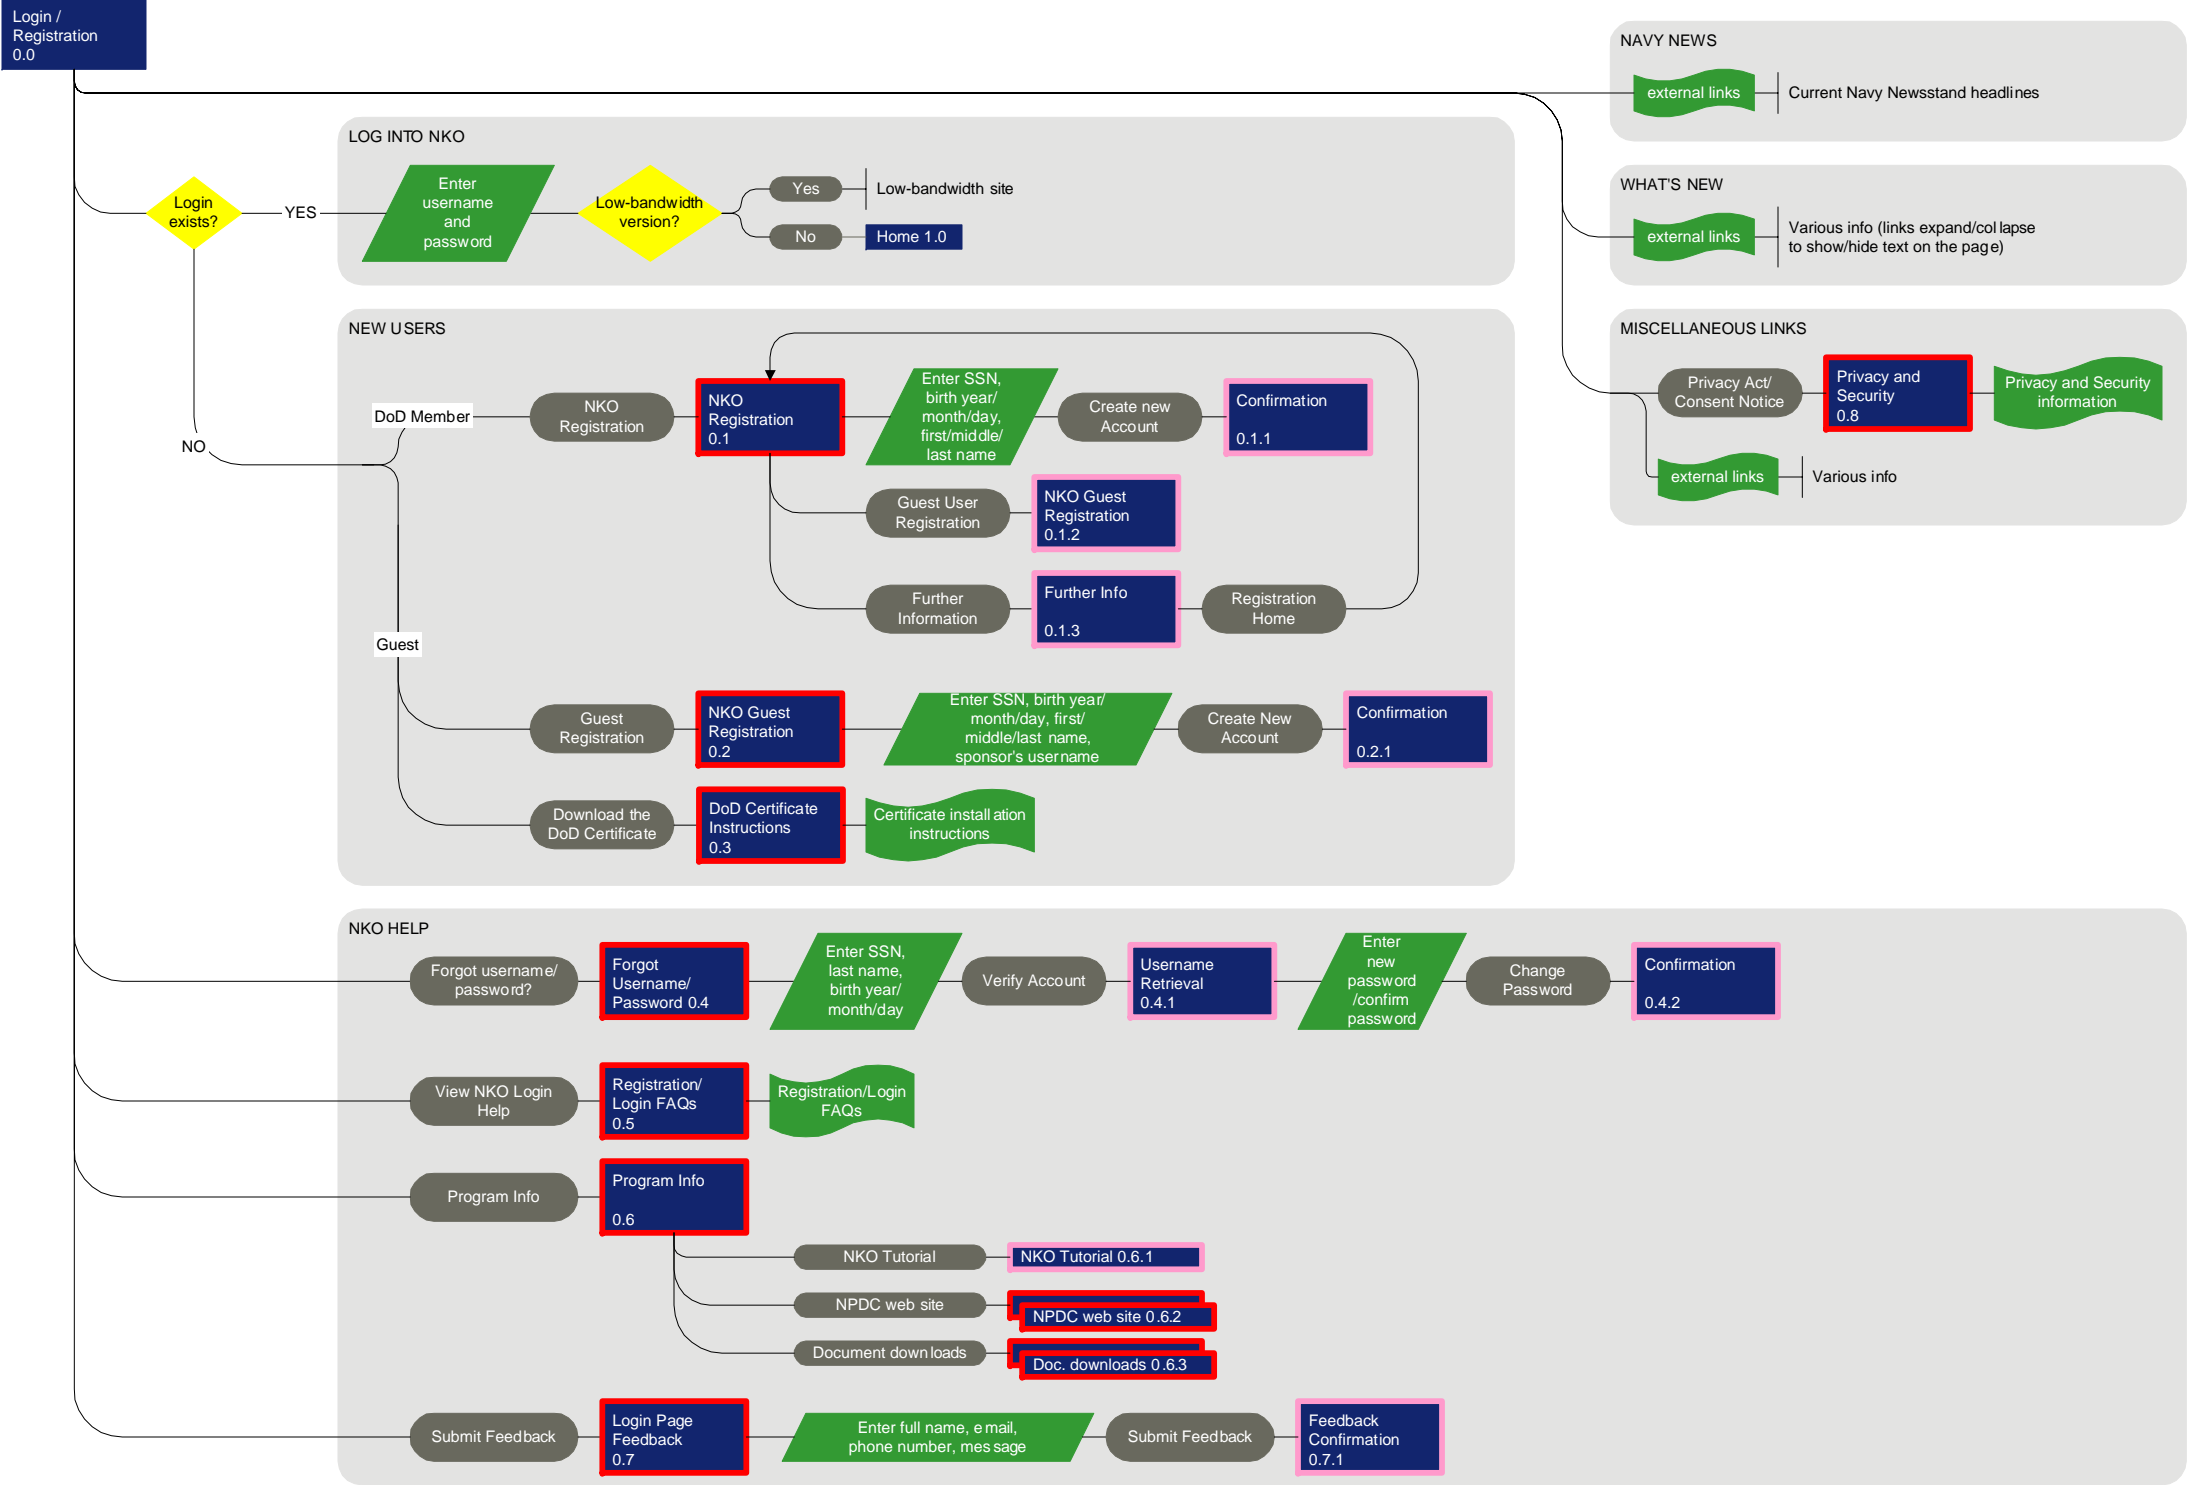 Login /
Registration
0.0
NAVY NEWS
external links
Current Navy Newsstand headlines
LOG INTO NKO
Login
exists?
YES
Enter
username
and
password
Low-bandwidth
version?
Yes
Low-bandwidth site
No
Home 1.0
WHAT'S NEW
external links
Various info (links expand/collapse
to show/hide text on the page)
NEW USERS
NO
DoD Member
NKO
Registration
NKO
Registration
0.1
Enter SSN,
birth year/
month/day,
first/middle/
last name
Create new
Account
Confirmation
0.1.1
Guest User
Registration
NKO Guest
Registration
0.1.2
Further
Information
Further Info
0.1.3
Registration
Home
Guest
Guest
Registration
NKO Guest
Registration
0.2
Enter SSN, birth year/
month/day, first/
middle/last name,
sponsor's username
Create New
Account
Confirmation
0.2.1
Download the
DoD Certificate
DoD Certificate
Instructions
0.3
Certificate installation
instructions
MISCELLANEOUS LINKS
Privacy Act/
Consent Notice
Privacy and
Security
0.8
Privacy and Security
information
external links
Various info
NKO HELP
Forgot username/
password?
Forgot
Username/
Password 0.4
Enter SSN,
last name,
birth year/
month/day
Verify Account
Username
Retrieval
0.4.1
Enter
new
password
/confirm
password
Change
Password
Confirmation
0.4.2
View NKO Login
Help
Registration/
Login FAQs
0.5
Registration/Login
FAQs
Program Info
Program Info
0.6
NKO Tutorial
NKO Tutorial 0.6.1
NPDC web site
NPDC web site 0.6.2
Document downloads
Doc. downloads 0.6.3
Submit Feedback
Login Page
Feedback
0.7
Enter full name, email,
phone number, message
Submit Feedback
Feedback
Confirmation
0.7.1